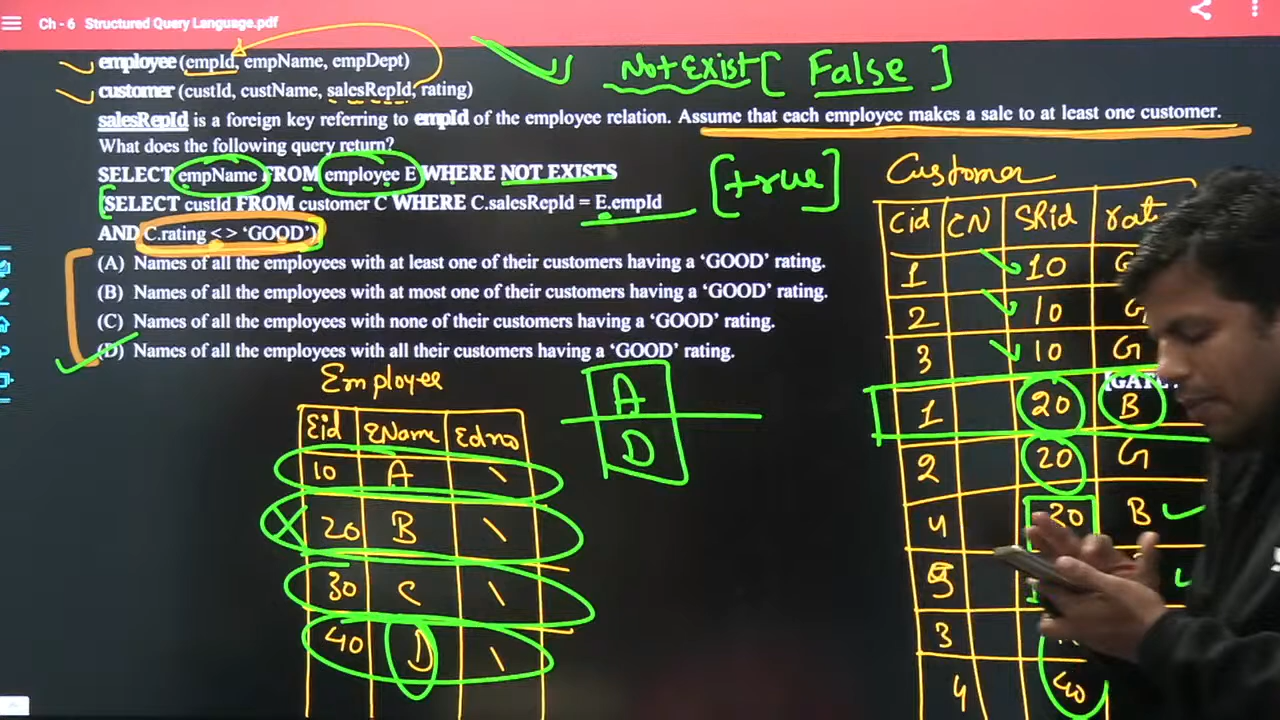 Ch - 6 Structured Query Language.pdf
employee (empId, empName, empDept)
customer (custId, custName, salesRepId, rating)
salesRepId is a foreign key referring to empId of the employee relation. Assume that each employee makes a sale to at least one customer.
What does the following query return?
SELECT empName FROM employee E WHERE NOT EXISTS
(SELECT custId FROM customer C WHERE C.salesRepId = E.empId
AND C.rating < > 'GOOD')
(A) Names of all the employees with at least one of their customers having a 'GOOD' rating.
(B) Names of all the employees with at most one of their customers having a 'GOOD' rating.
(C) Names of all the employees with none of their customers having a 'GOOD' rating.
(D) Names of all the employees with all their customers having a 'GOOD' rating.
Not Exist [ False ]
[true]
Employee
Eid EName Edno
10 A 1
20 B 1
30 C 1
40 D 1
A
D
Customer
Cid CN SRid
1 10 G
2 10 G
3 10 G
[GATE
1 20 B
2 20 G
4 30 B
5
3
4 40